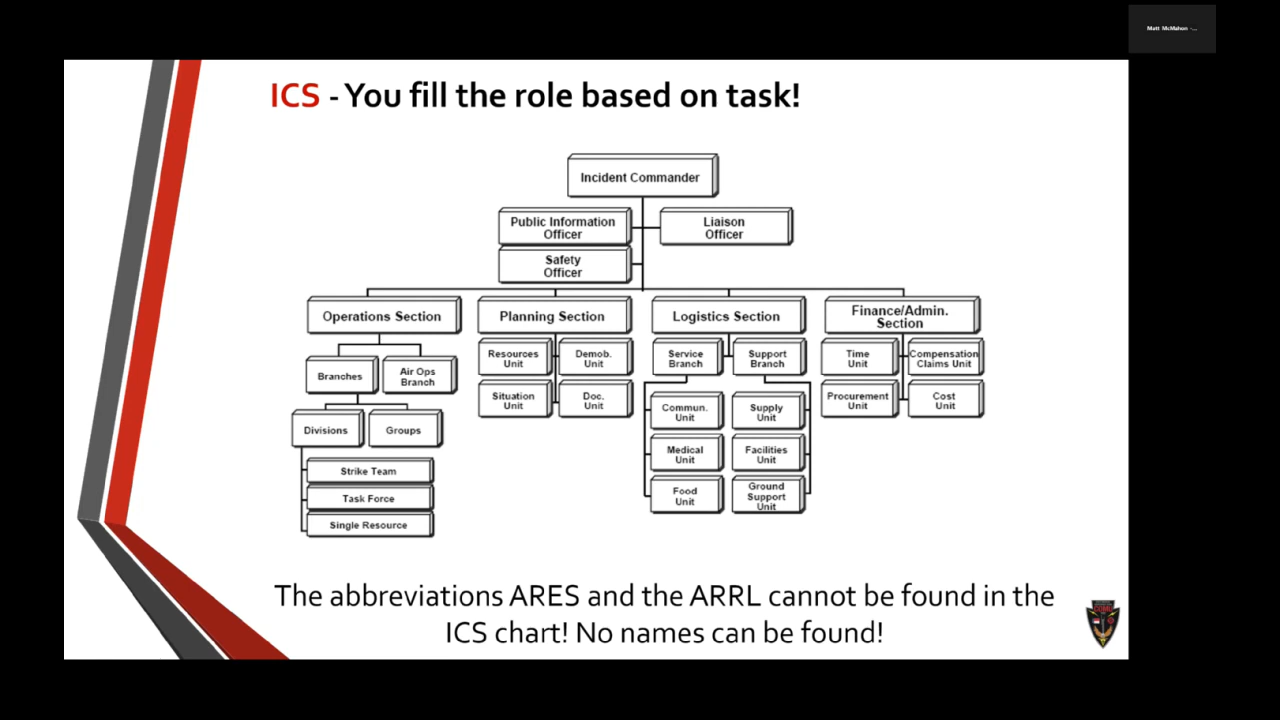 Matt McMahon -...
ICS - You fill the role based on task!
Incident Commander
Public Information
Officer
Liaison
Officer
Safety
Officer
Operations Section
Planning Section
Logistics Section
Finance/Admin.
Section
Branches
Air Ops
Branch
Divisions
Groups
Strike Team
Task Force
Single Resource
Resources
Unit
Demob.
Unit
Situation
Unit
Doc.
Unit
Service
Branch
Support
Branch
Commun.
Unit
Supply
Unit
Medical
Unit
Facilities
Unit
Food
Unit
Ground
Support
Unit
Time
Unit
Compensation
Claims Unit
Procurement
Unit
Cost
Unit
The abbreviations ARES and the ARRL cannot be found in the
ICS chart! No names can be found!